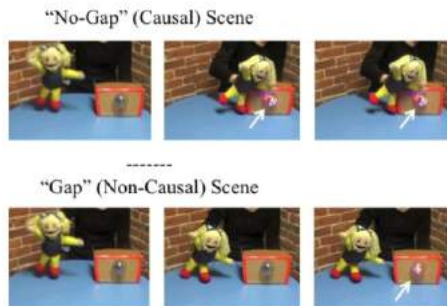 “No-Gap” (Causal) Scene
-------
“Gap” (Non-Causal) Scene